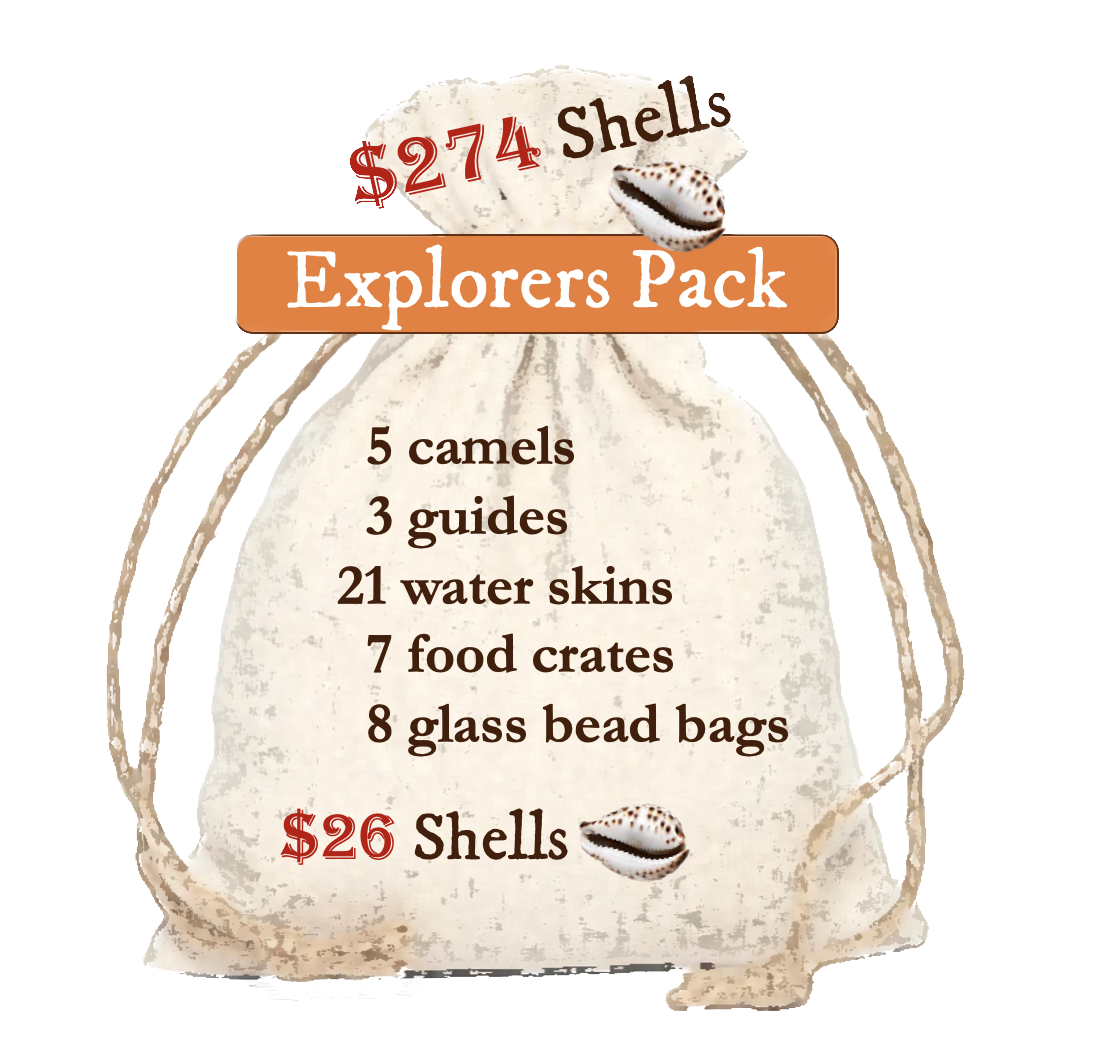 $274 Shells
Explorers Pack
5 camels
3 guides
21 water skins
7 food crates
8 glass bead bags
$26 Shells